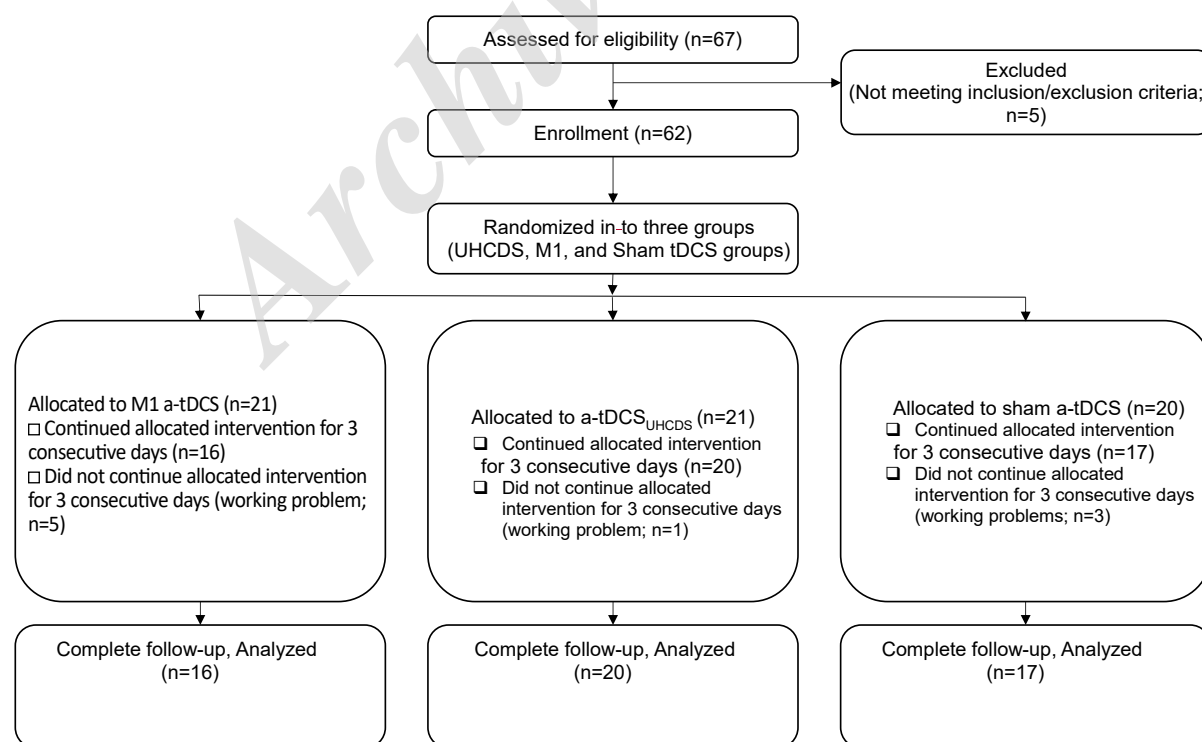 Assessed for eligibility (n=67)
Excluded
(Not meeting inclusion/exclusion criteria;
n=5)
Enrollment (n=62)
Randomized in-to three groups
(UHCDS, M1, and Sham tDCS groups)
Allocated to M1 a-tDCS (n=21)
□ Continued allocated intervention for 3
consecutive days (n=16)
□ Did not continue allocated intervention
for 3 consecutive days (working problem;
n=5)
Allocated to a-tDCSUHCDS (n=21)
❑ Continued allocated intervention
for 3 consecutive days (n=20)
❑ Did not continue allocated
intervention for 3 consecutive days
(working problem; n=1)
Allocated to sham a-tDCS (n=20)
❑ Continued allocated intervention
for 3 consecutive days (n=17)
❑ Did not continue allocated
intervention for 3 consecutive days
(working problems; n=3)
Complete follow-up, Analyzed
(n=16)
Complete follow-up, Analyzed
(n=20)
Complete follow-up, Analyzed
(n=17)